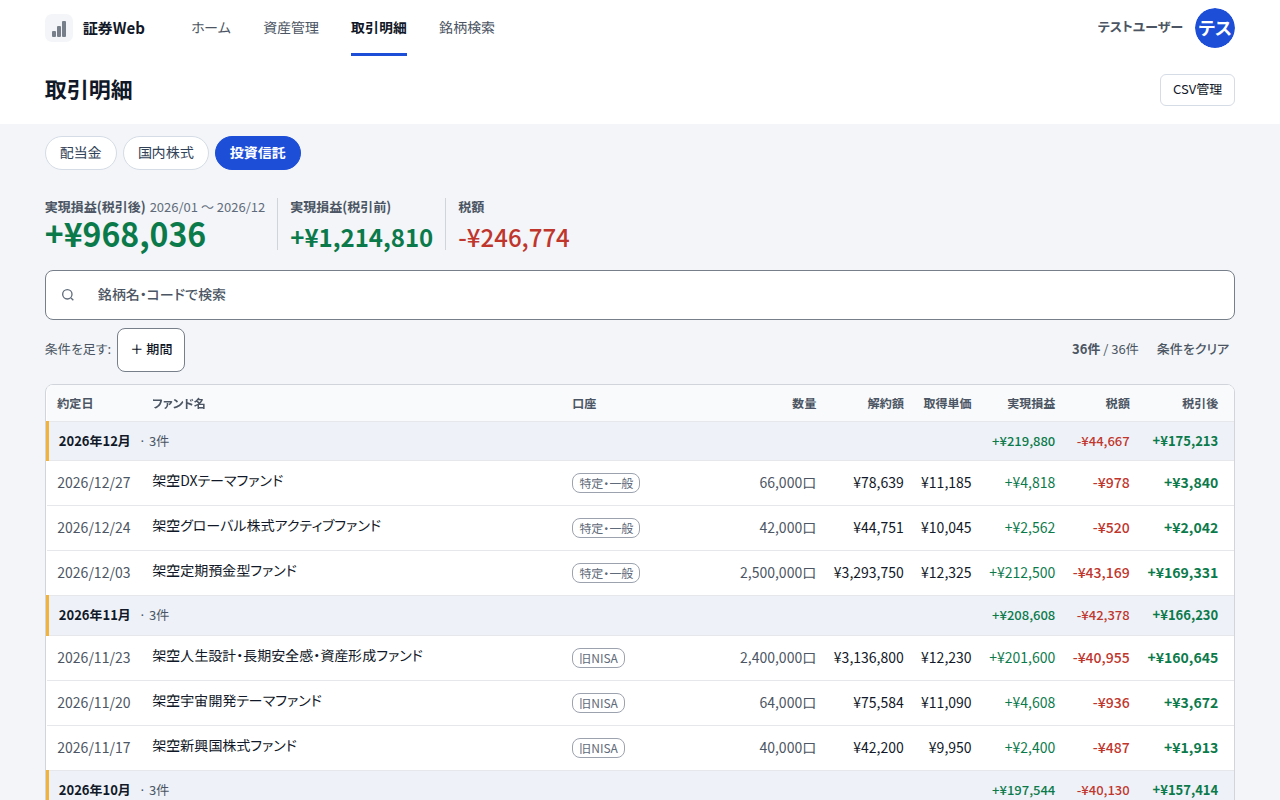 証券Web ホーム 資産管理 取引明細 銘柄検索 テストユーザー テス
取引明細 CSV管理
配当金 国内株式 投資信託
実現損益(税引後) 2026/01 〜 2026/12 実現損益(税引前) 税額
+¥968,036 +¥1,214,810 -¥246,774
銘柄名・コードで検索
条件を足す: ＋ 期間 36件 / 36件 条件をクリア
約定日 ファンド名 口座 数量 解約額 取得単価 実現損益 税額 税引後
2026年12月 · 3件 +¥219,880 -¥44,667 +¥175,213
2026/12/27 架空DXテーマファンド 特定・一般 66,000口 ¥78,639 ¥11,185 +¥4,818 -¥978 +¥3,840
2026/12/24 架空グローバル株式アクティブファンド 特定・一般 42,000口 ¥44,751 ¥10,045 +¥2,562 -¥520 +¥2,042
2026/12/03 架空定期預金型ファンド 特定・一般 2,500,000口 ¥3,293,750 ¥12,325 +¥212,500 -¥43,169 +¥169,331
2026年11月 · 3件 +¥208,608 -¥42,378 +¥166,230
2026/11/23 架空人生設計・長期安全感・資産形成ファンド 旧NISA 2,400,000口 ¥3,136,800 ¥12,230 +¥201,600 -¥40,955 +¥160,645
2026/11/20 架空宇宙開発テーマファンド 旧NISA 64,000口 ¥75,584 ¥11,090 +¥4,608 -¥936 +¥3,672
2026/11/17 架空新興国株式ファンド 旧NISA 40,000口 ¥42,200 ¥9,950 +¥2,400 -¥487 +¥1,913
2026年10月 · 3件 +¥197,544 -¥40,130 +¥157,414